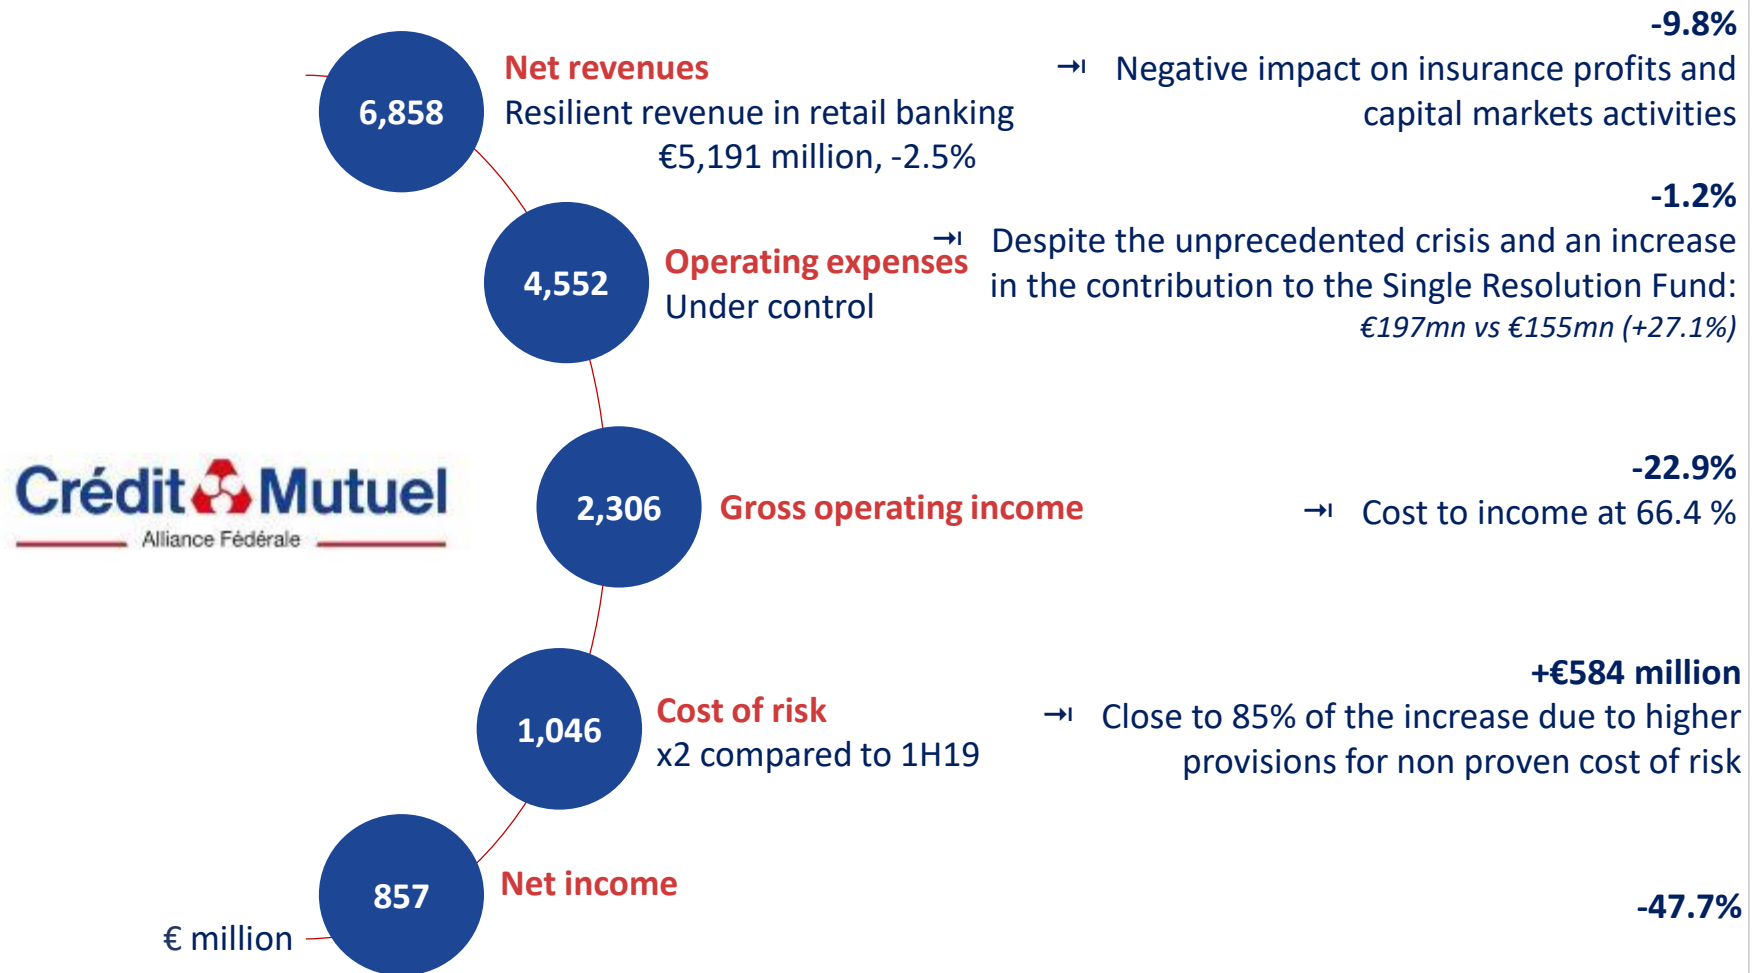 6,858
Net revenues
Resilient revenue in retail banking
€5,191 million, -2.5%
-9.8%
→I Negative impact on insurance profits and
capital markets activities
4,552
Operating expenses
Under control
-1.2%
→I Despite the unprecedented crisis and an increase
in the contribution to the Single Resolution Fund:
€197mn vs €155mn (+27.1%)
Crédit Mutuel
Alliance Fédérale
2,306
Gross operating income
-22.9%
→I Cost to income at 66.4 %
1,046
Cost of risk
x2 compared to 1H19
+€584 million
→I Close to 85% of the increase due to higher
provisions for non proven cost of risk
857
Net income
-47.7%
€ million